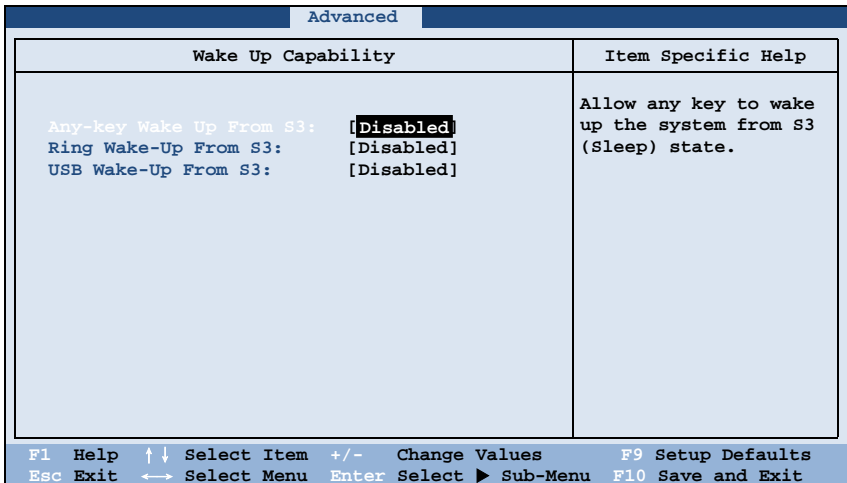 Advanced
Wake Up Capability
Item Specific Help
Any-key Wake Up From S3: [Disabled]
Ring Wake-Up From S3: [Disabled]
USB Wake-Up From S3: [Disabled]
Allow any key to wake
up the system from S3
(Sleep) state.
F1 Help ↑↓ Select Item +/- Change Values F9 Setup Defaults
Esc Exit ←→ Select Menu Enter Select ▶ Sub-Menu F10 Save and Exit